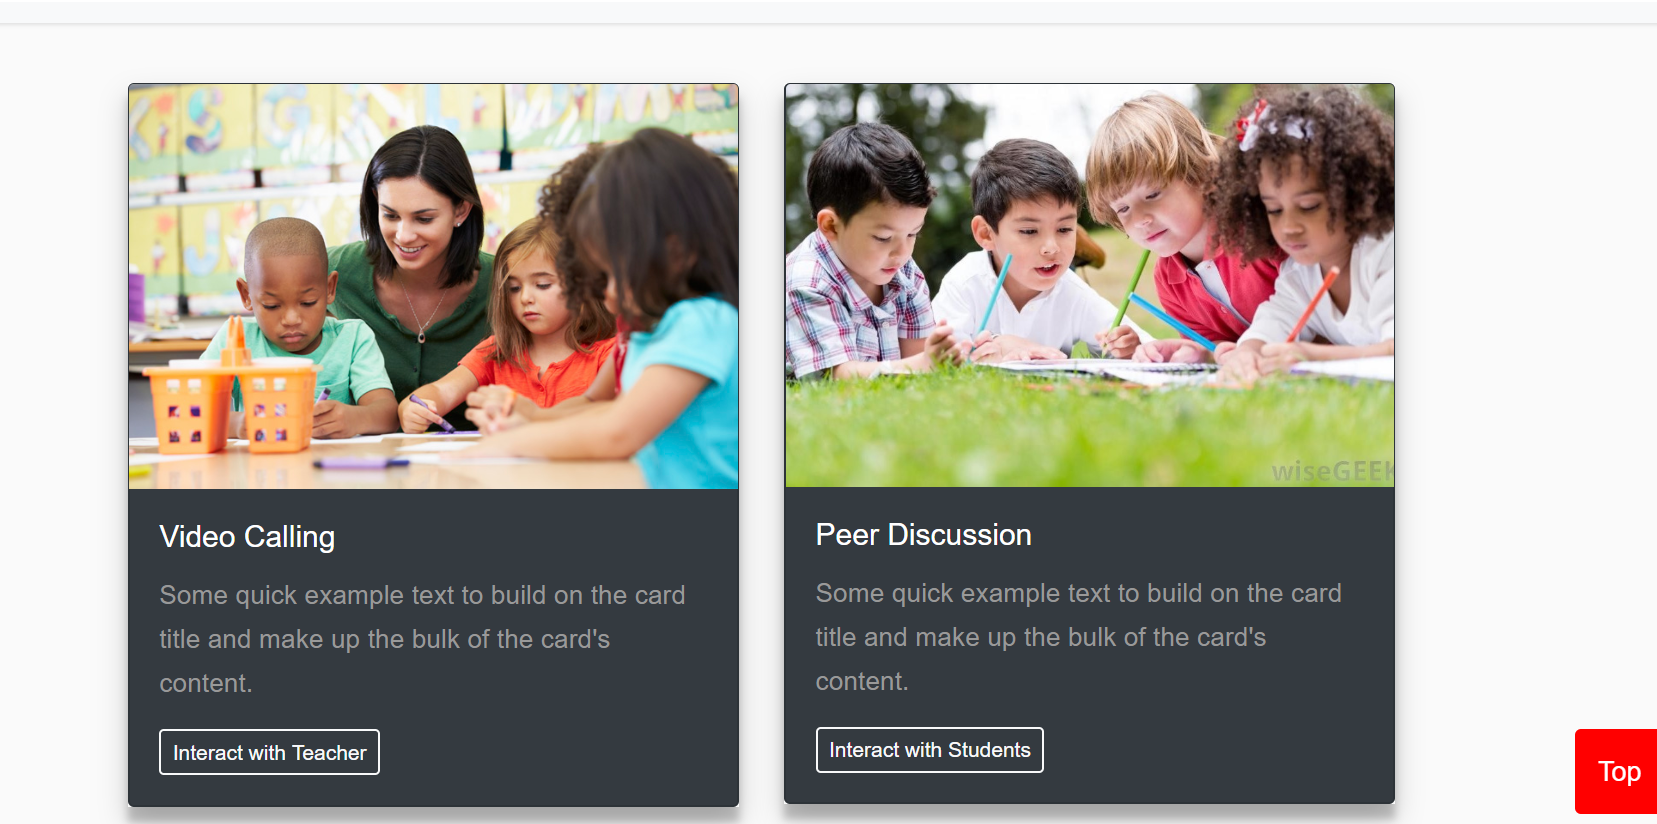 wiseGEEK
Video Calling
Some quick example text to build on the card
title and make up the bulk of the card's
content.
Interact with Teacher
Peer Discussion
Some quick example text to build on the card
title and make up the bulk of the card's
content.
Interact with Students
Top